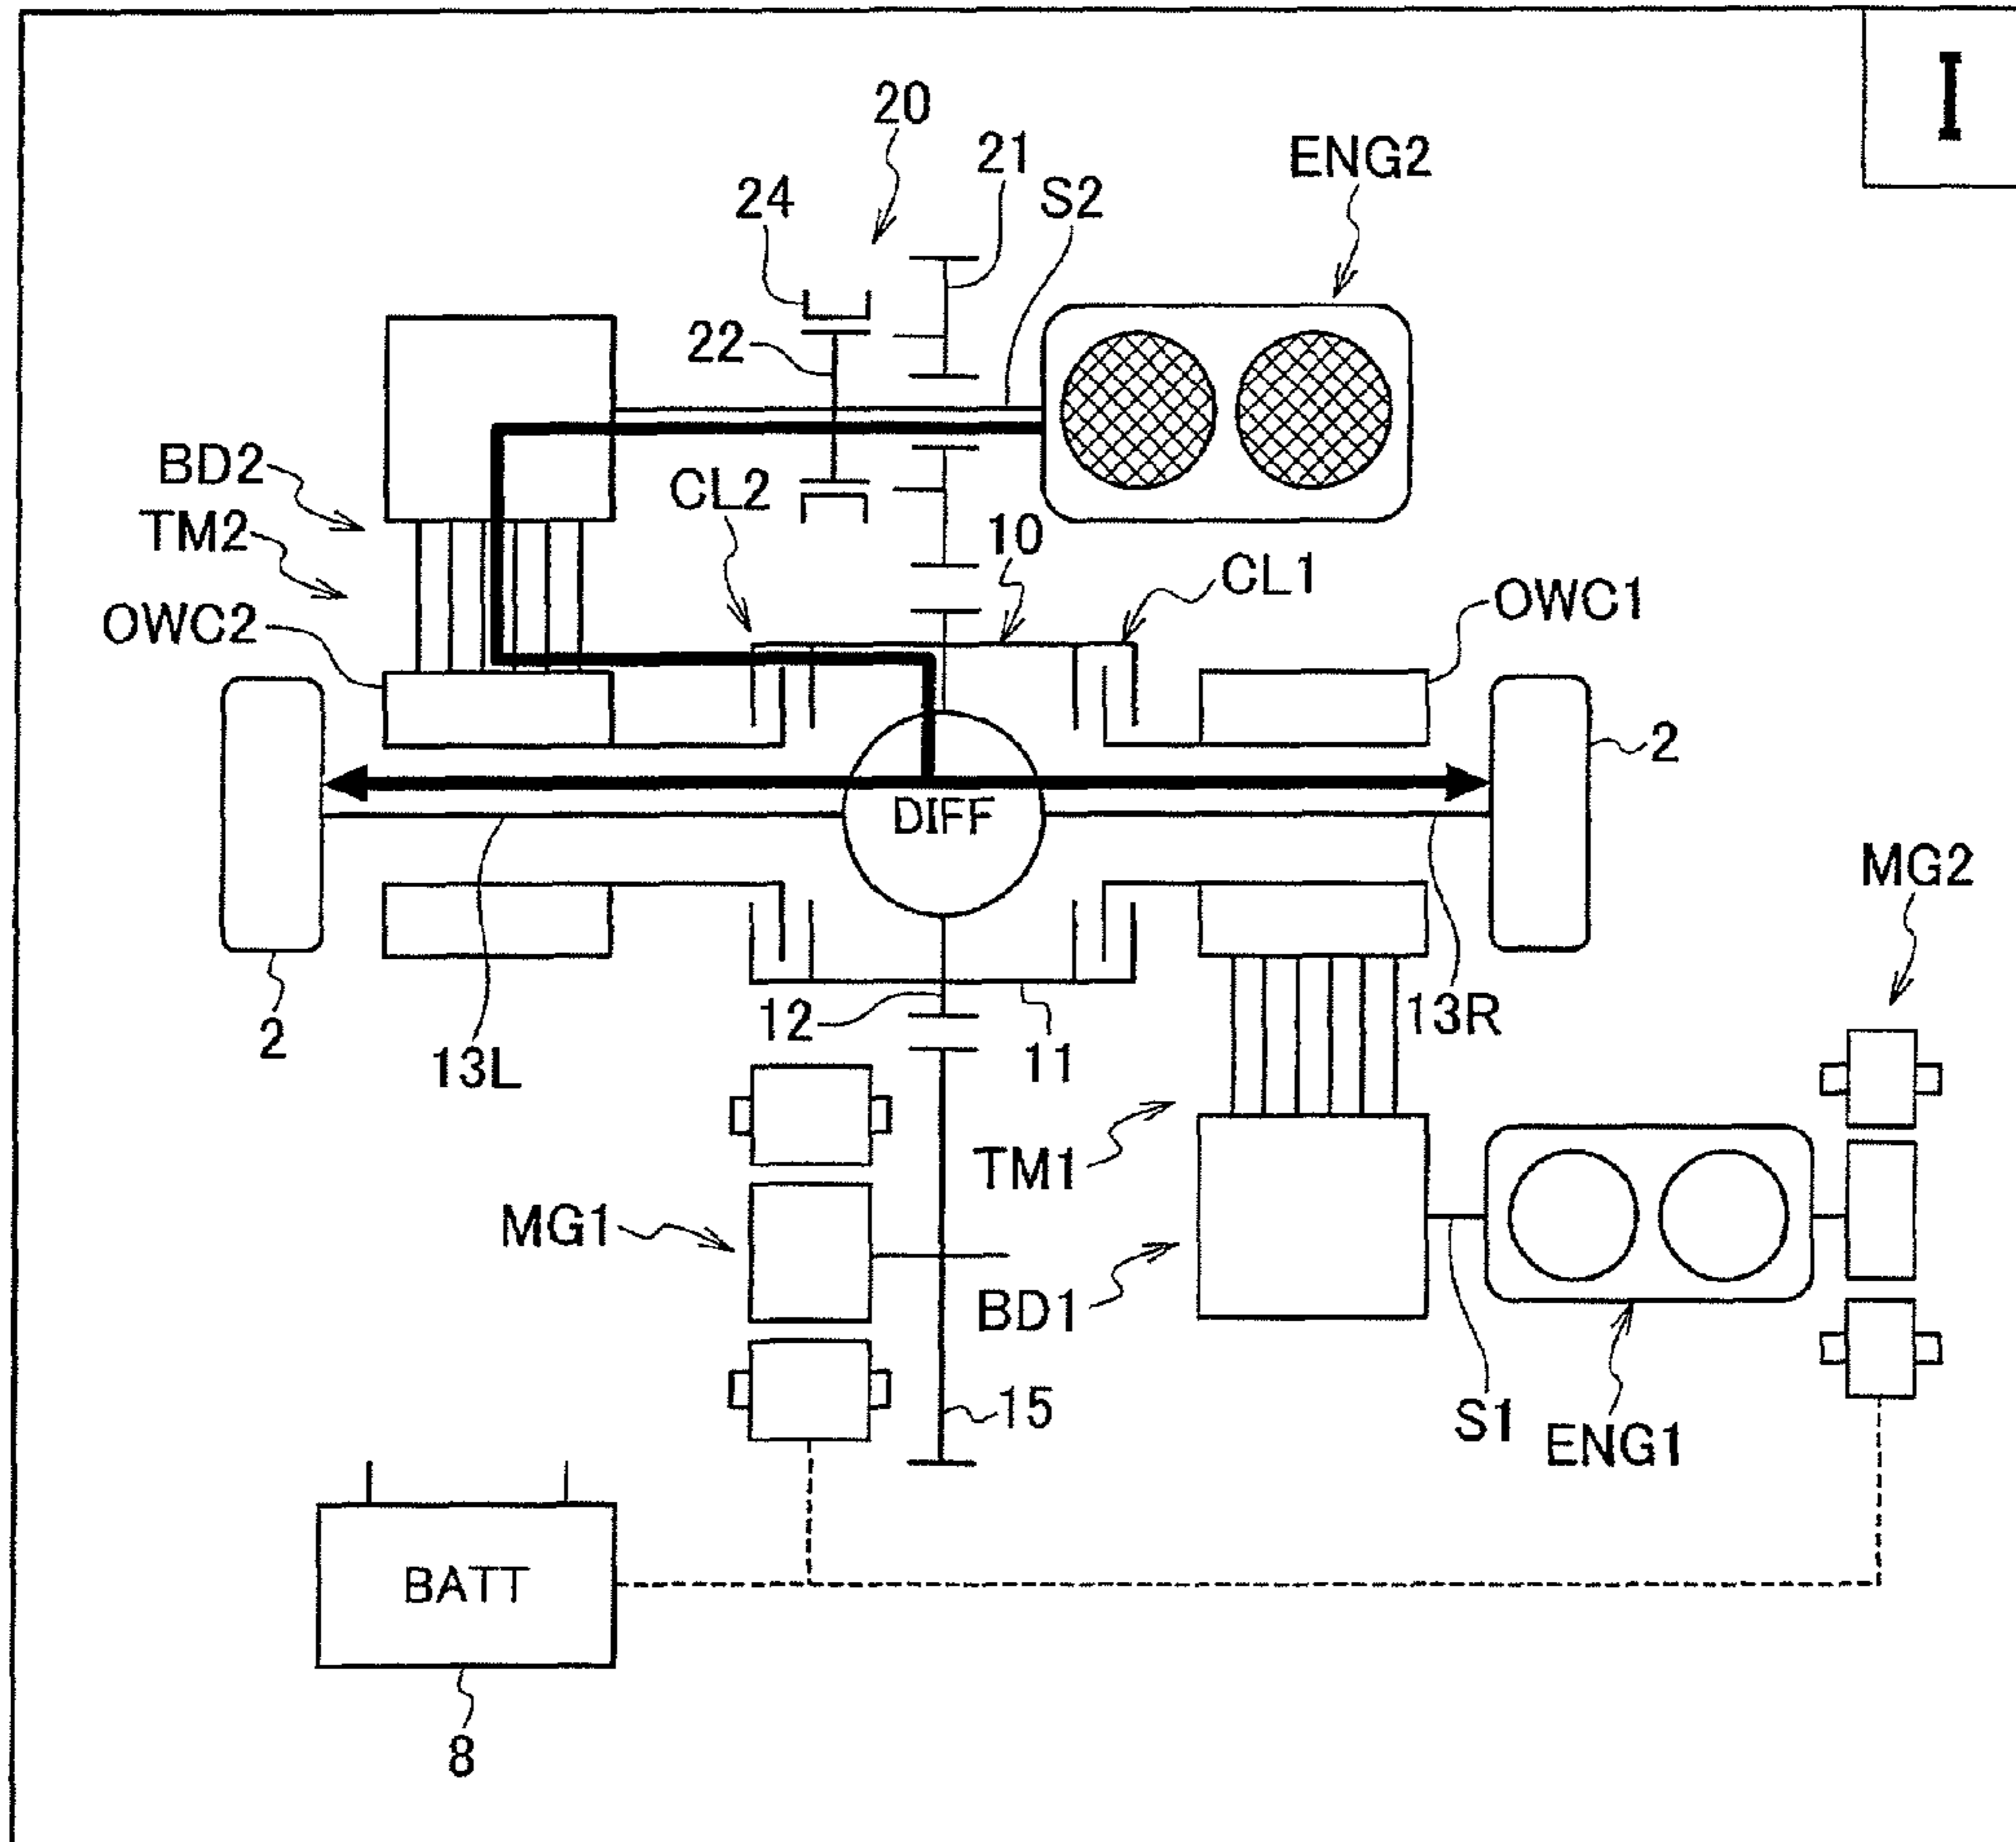 I
20
21
ENG2
24
S2
22
BD2
CL2
TM2
10
CL1
OWC1
OWC2
2
DIFF
MG2
12
13R
2
13L
11
TM1
MG1
BD1
15
S1
ENG1
BATT
8